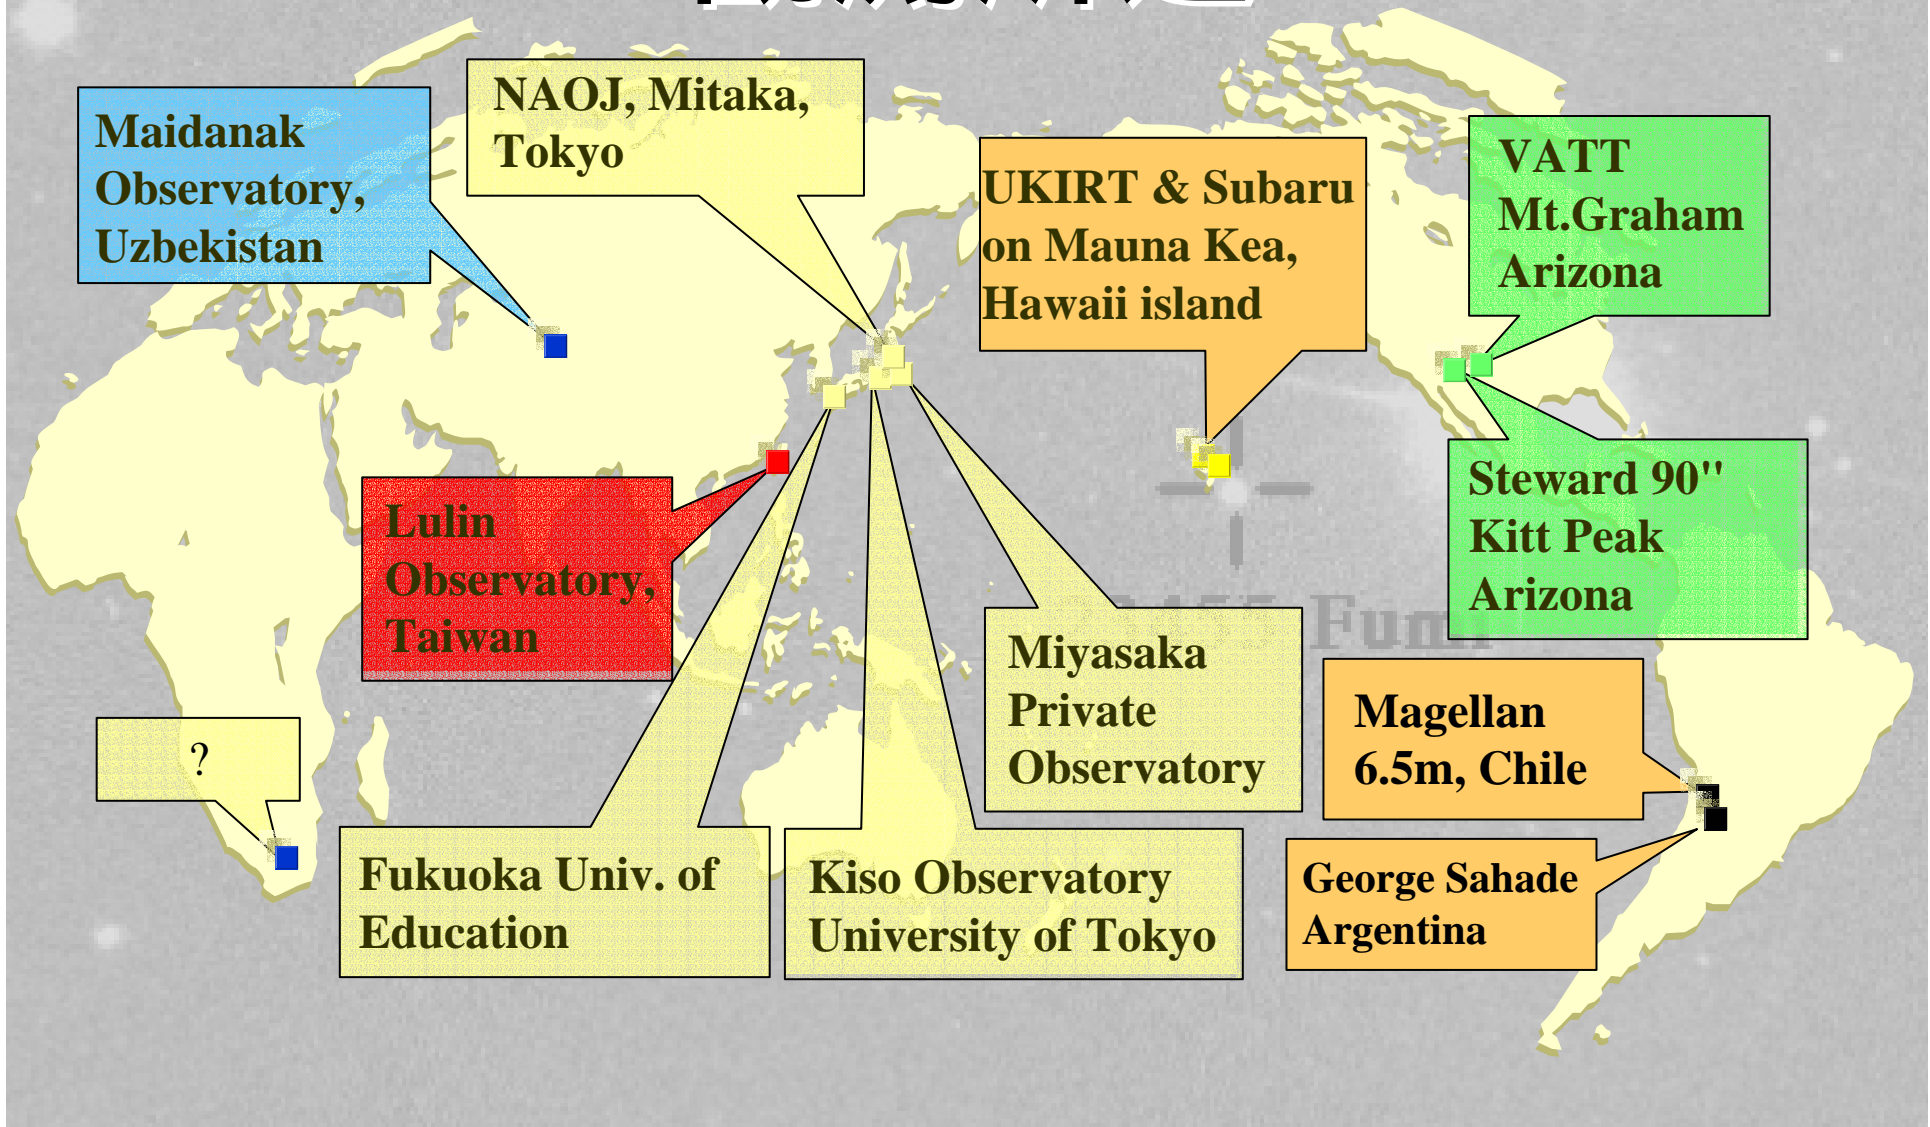 NAOJ, Mitaka,
Tokyo
Maidanak
Observatory,
Uzbekistan
UKIRT & Subaru
on Mauna Kea,
Hawaii island
VATT
Mt.Graham
Arizona
Steward 90"
Kitt Peak
Arizona
Lulin
Observatory,
Taiwan
Fumi
Miyasaka
Private
Observatory
Magellan
6.5m, Chile
?
Fukuoka Univ. of
Education
Kiso Observatory
University of Tokyo
George Sahade
Argentina